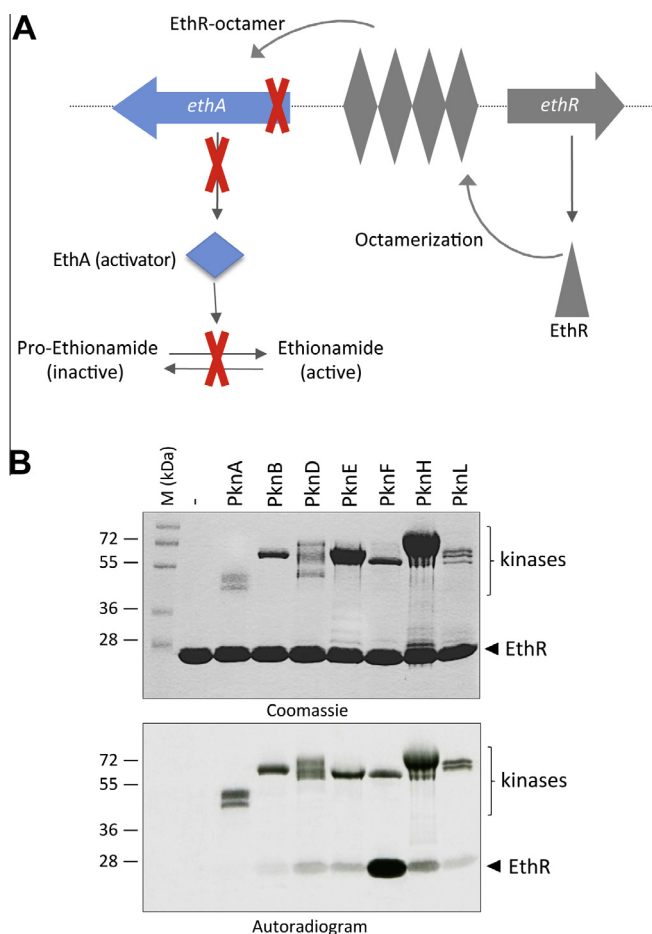 A
EthR-octamer
ethA
ethR
Octamerization
EthA (activator)
EthR
Pro-Ethionamide
(inactive)
Ethionamide
(active)
B
M (kDa)
-
PknA
PknB
PknD
PknE
PknF
PknH
PknL
72
55
36
28
kinases
EthR
Coomassie
72
55
36
28
kinases
EthR
Autoradiogram